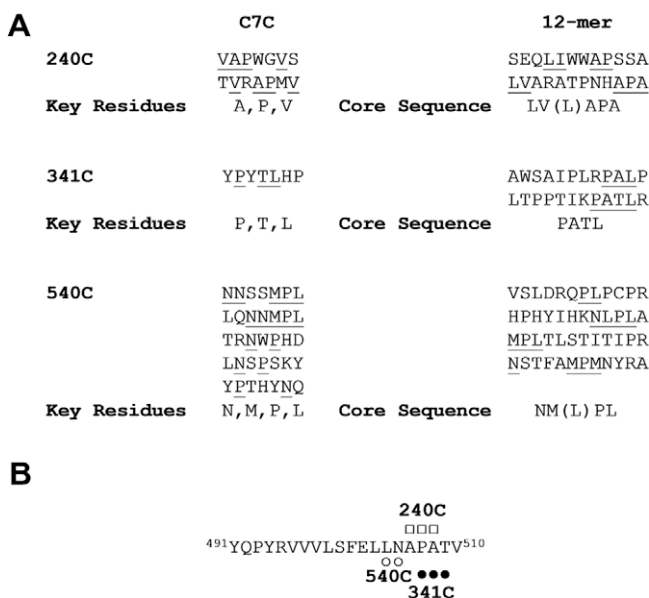 A
C7C 12-mer
240C VAPWGVS SEQLIWWAPSSA
TVRAPMV LVARATPNHAPA
Key Residues A,P,V Core Sequence LV(L)APA
341C YPYTLHP AWSAIPLRPALP
LTPPTIKPATLR
Key Residues P,T,L Core Sequence PATL
540C NNSSMPL VSLDRQPLPCPR
LQNNMPL HPHYIHKNLPLA
TRNWPHD MPLTLSTITIPR
LNSPSKY NSTFAMPMNYRA
YPTHYNQ
Key Residues N,M,P,L Core Sequence NM(L)PL
B
240C
□□□
491YQPYRVVVLSFELLNAPATV510
○○ ●●●
540C
341C